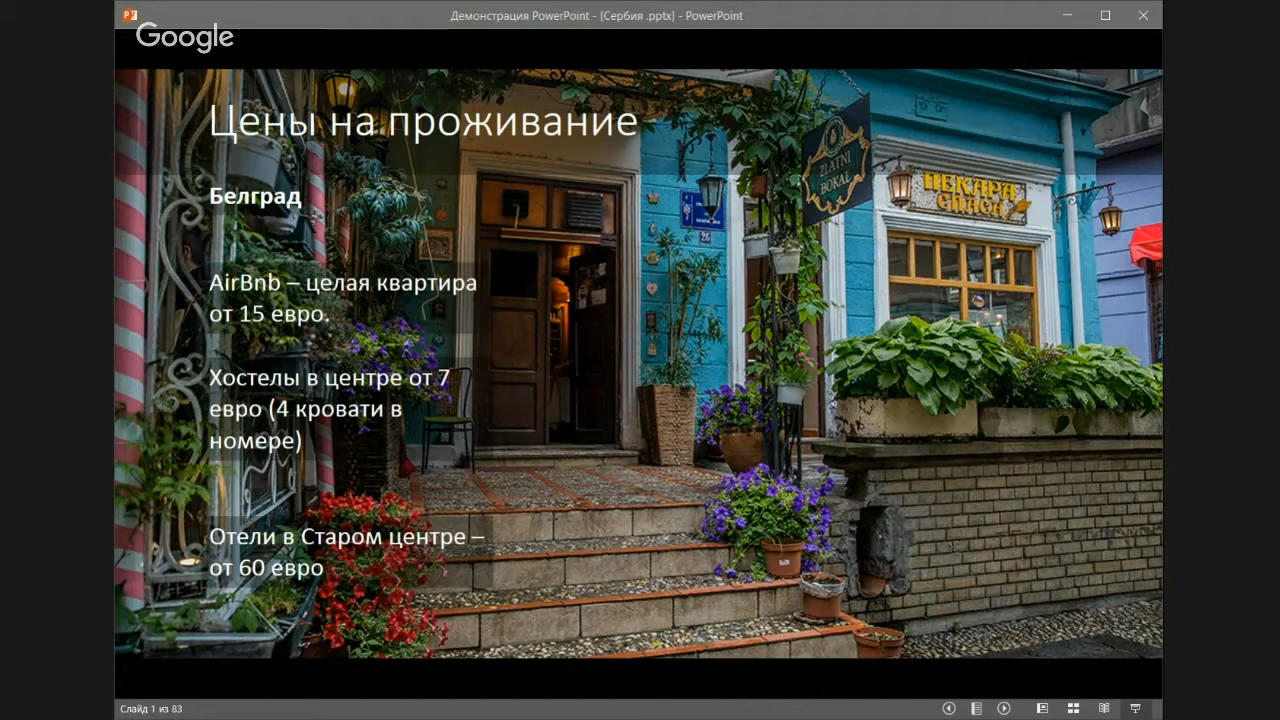 Демонстрация PowerPoint - [Сербия .pptx] - PowerPoint
Google
Цены на проживание
Белград
AirBnb – целая квартира
от 15 евро.
Хостелы в центре от 7
евро (4 кровати в
номере)
Отели в Старом центре –
от 60 евро
ZLATNI
BOKAL
ПЕКАРА
СПАСА
26
Слайд 1 из 83